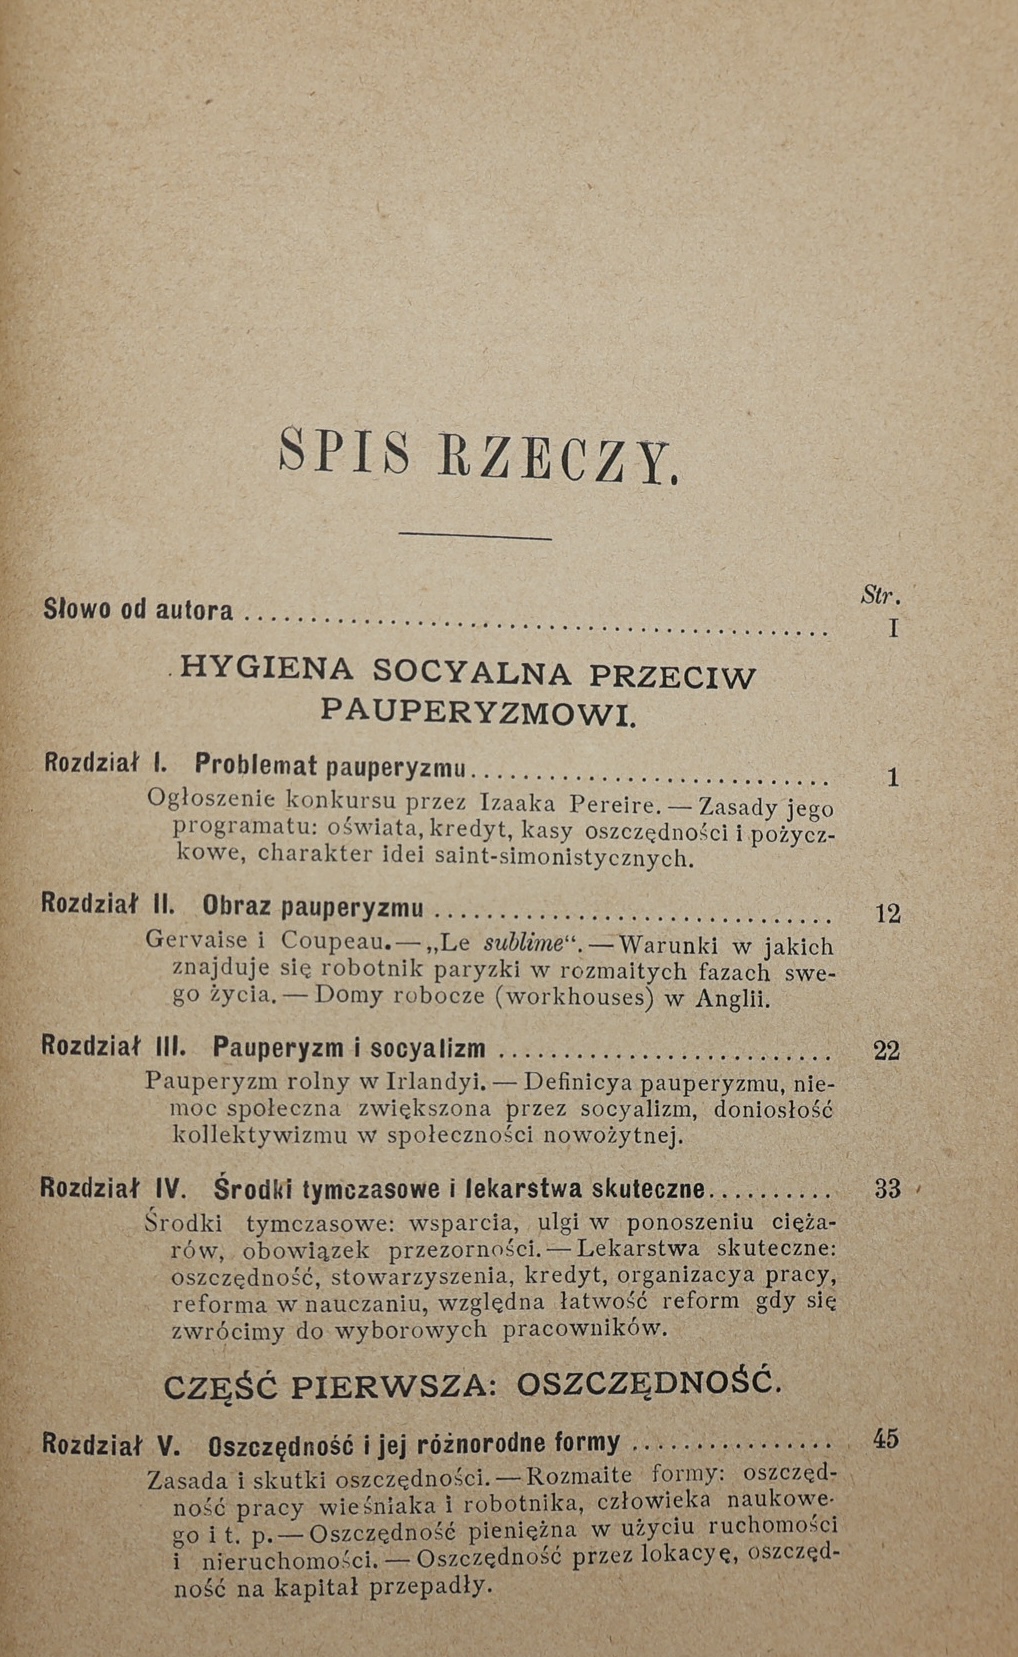 SPIS RZECZY.
Str.
Słowo od autora ........................................ I
HYGIENA SOCYALNA PRZECIW
PAUPERYZMOWI.
Rozdział I. Problemat pauperyzmu............................ 1
Ogłoszenie konkursu przez Izaaka Pereire. — Zasady jego
programatu: oświata, kredyt, kasy oszczędności i pożycz-
kowe, charakter idei saint-simonistycznych.
Rozdział II. Obraz pauperyzmu ............................... 12
Gervaise i Coupeau. — „Le sublime“. — Warunki w jakich
znajduje się robotnik paryzki w rozmaitych fazach swe-
go życia. — Domy robocze (workhouses) w Anglii.
Rozdział III. Pauperyzm i socyalizm .......................... 22
Pauperyzm rolny w Irlandyi. — Definicya pauperyzmu, nie-
moc społeczna zwiększona przez socyalizm, doniosłość
kollektywizmu w społeczności nowożytnej.
Rozdział IV. Środki tymczasowe i lekarstwa skuteczne.......... 33
Środki tymczasowe: wsparcia, ulgi w ponoszeniu cięża-
rów, obowiązek przezorności. — Lekarstwa skuteczne:
oszczędność, stowarzyszenia, kredyt, organizacya pracy,
reforma w nauczaniu, względna łatwość reform gdy się
zwrócimy do wyborowych pracowników.
CZĘŚĆ PIERWSZA: OSZCZĘDNOŚĆ.
Rozdział V. Oszczędność i jej różnorodne formy ................ 45
Zasada i skutki oszczędności. — Rozmaite formy: oszczęd-
ność pracy wieśniaka i robotnika, człowieka naukowe-
go i t. p. — Oszczędność pieniężna w użyciu ruchomości
i nieruchomości. — Oszczędność przez lokacyę, oszczęd-
ność na kapitał przepadły.